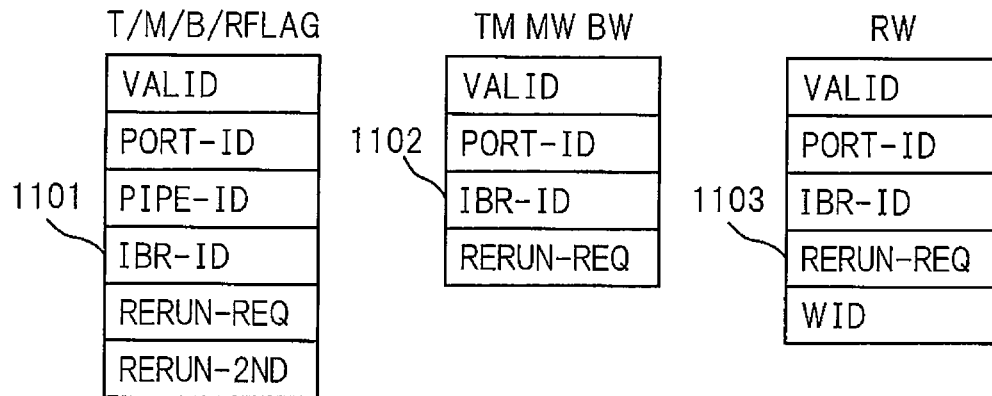 T/M/B/RFLAG
VALID
PORT-ID
PIPE-ID
IBR-ID
RERUN-REQ
RERUN-2ND
1101
TM MW BW
VALID
PORT-ID
IBR-ID
RERUN-REQ
1102
RW
VALID
PORT-ID
IBR-ID
RERUN-REQ
WID
1103